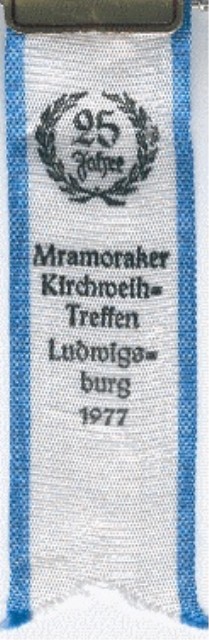 25
Jahre
Mramoraker
Kirchweih=
Treffen
Ludwigs=
burg
1977